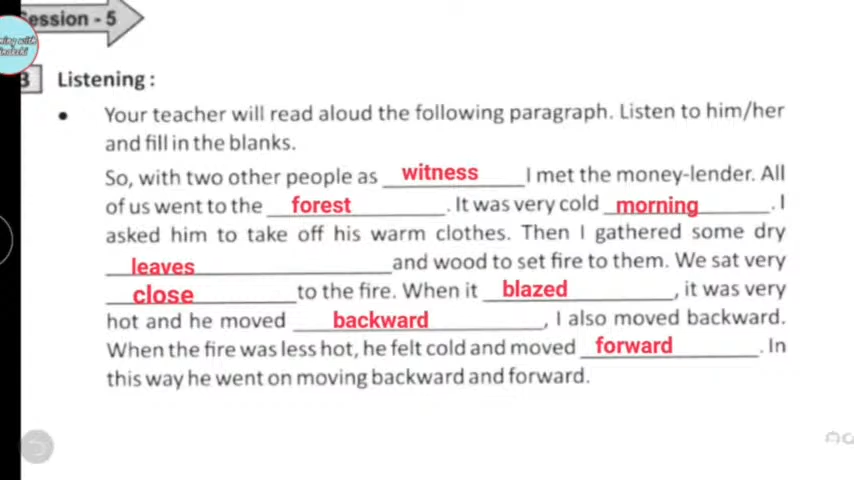 Session - 5
B Listening :
• Your teacher will read aloud the following paragraph. Listen to him/her
and fill in the blanks.
So, with two other people as witness I met the money-lender. All
of us went to the forest. It was very cold morning. I
asked him to take off his warm clothes. Then I gathered some dry
leaves and wood to set fire to them. We sat very
close to the fire. When it blazed, it was very
hot and he moved backward, I also moved backward.
When the fire was less hot, he felt cold and moved forward. In
this way he went on moving backward and forward.